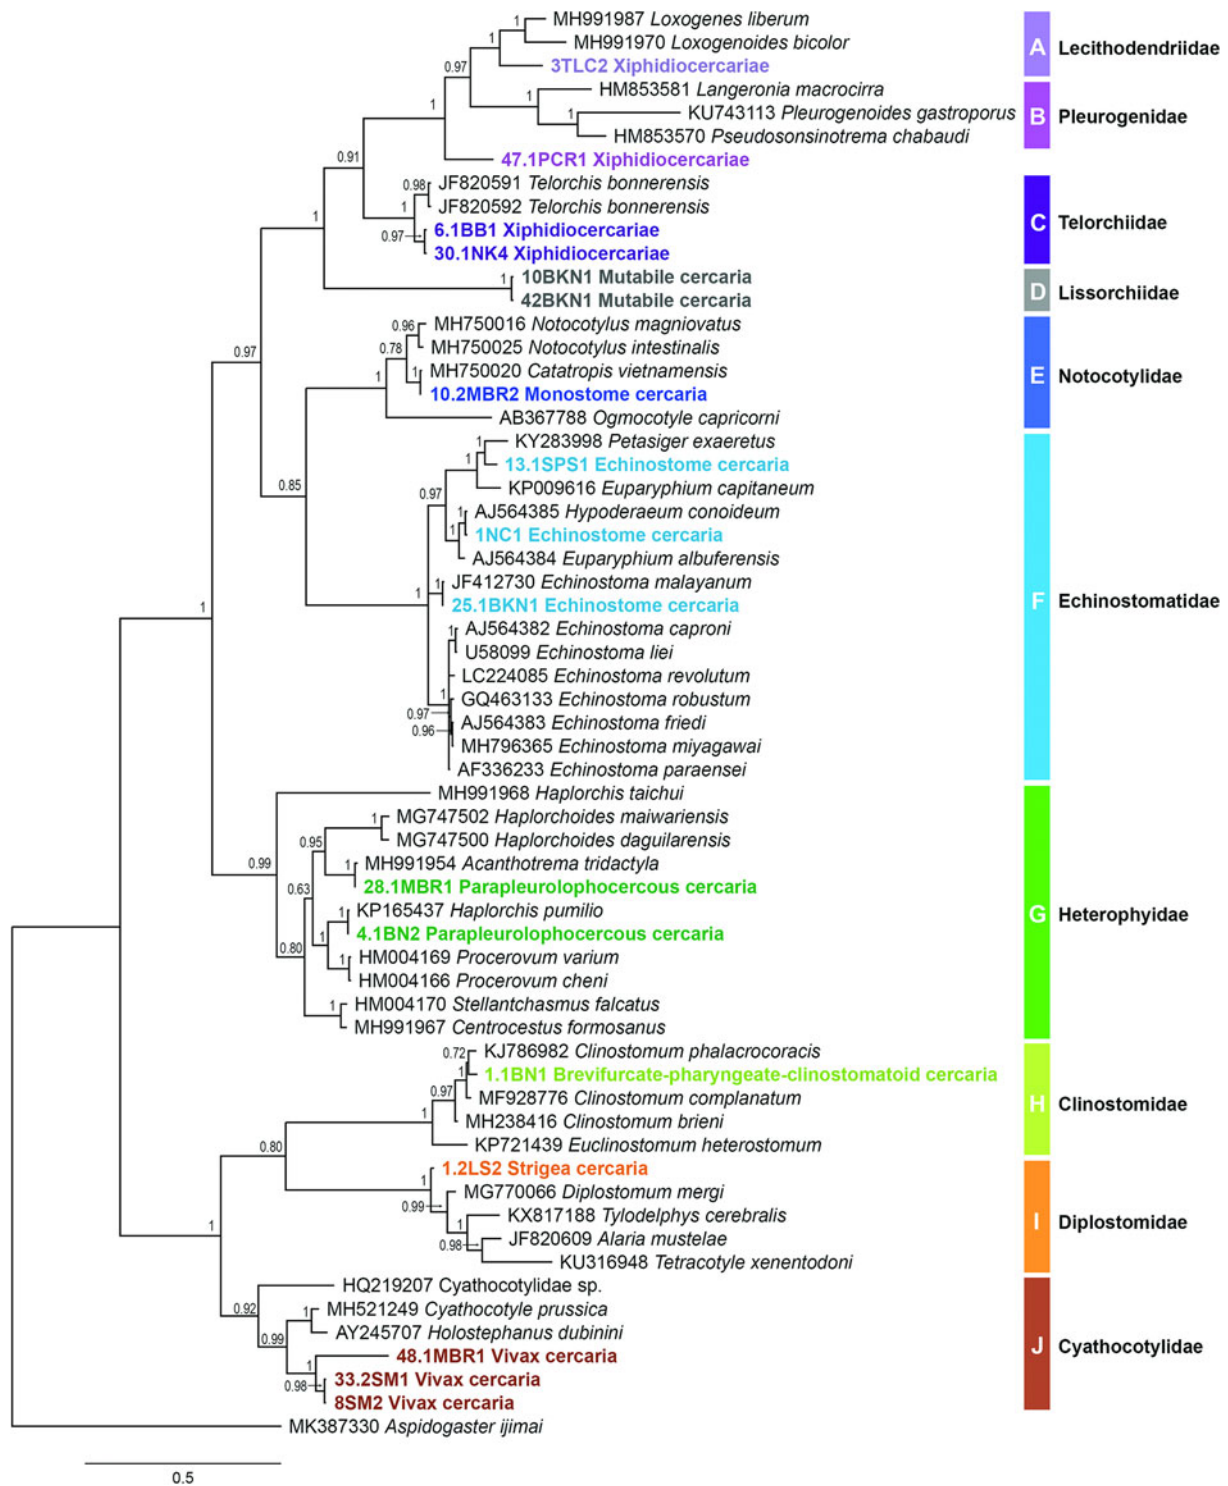 MH991987 Loxogenes liberum
MH991970 Loxogenoides bicolor
3TLC2 Xiphidiocercariae
HM853581 Langeronia macrocirra
KU743113 Pleurogenoides gastroporus
HM853570 Pseudosonsinotrema chabaudi
47.1PCR1 Xiphidiocercariae
JF820591 Telorchis bonnerensis
JF820592 Telorchis bonnerensis
6.1BB1 Xiphidiocercariae
30.1NK4 Xiphidiocercariae
10BKN1 Mutabile cercaria
42BKN1 Mutabile cercaria
MH750016 Notocotylus magniovatus
MH750025 Notocotylus intestinalis
MH750020 Catatropis vietnamensis
10.2MBR2 Monostome cercaria
AB367788 Ogmocotyle capricorni
KY283998 Petasiger exaeretus
13.1SPS1 Echinostome cercaria
KP009616 Euparyphium capitaneum
AJ564385 Hypoderaeum conoideum
1NC1 Echinostome cercaria
AJ564384 Euparyphium albuferensis
JF412730 Echinostoma malayanum
25.1BKN1 Echinostome cercaria
AJ564382 Echinostoma caproni
U58099 Echinostoma liei
LC224085 Echinostoma revolutum
GQ463133 Echinostoma robustum
AJ564383 Echinostoma friedi
MH796365 Echinostoma miyagawai
AF336233 Echinostoma paraensei
MH991968 Haplorchis taichui
MG747502 Haplorchoides maiwariensis
MG747500 Haplorchoides daguilarensis
MH991954 Acanthotrema tridactyla
28.1MBR1 Parapleurolophocercous cercaria
KP165437 Haplorchis pumilio
4.1BN2 Parapleurolophocercous cercaria
HM004169 Procerovum varium
HM004166 Procerovum cheni
HM004170 Stellantchasmus falcatus
MH991967 Centrocestus formosanus
KJ786982 Clinostomum phalacrocoracis
1.1BN1 Brevifurcate-pharyngeate-clinostomatoid cercaria
MF928776 Clinostomum complanatum
MH238416 Clinostomum brieni
KP721439 Euclinostomum heterostomum
1.2LS2 Strigea cercaria
MG770066 Diplostomum mergi
KX817188 Tylodelphys cerebralis
JF820609 Alaria mustelae
KU316948 Tetracotyle xenentodoni
HQ219207 Cyathocotylidae sp.
MH521249 Cyathocotyle prussica
AY245707 Holostephanus dubinini
48.1MBR1 Vivax cercaria
33.2SM1 Vivax cercaria
8SM2 Vivax cercaria
MK387330 Aspidogaster ijimai
A Lecithodendriidae
B Pleurogenidae
C Telorchiidae
D Lissorchiidae
E Notocotylidae
F Echinostomatidae
G Heterophyidae
H Clinostomidae
I Diplostomidae
J Cyathocotylidae
1
1
0.97
1
1
1
0.91
0.98
1
0.97
1
1
0.97
0.96
0.78
1
1
0.85
1
1
0.97
1
1
1
1
1
1
0.97
0.96
1
1
0.95
1
0.99
0.63
1
1
0.80
1
1
0.72
1
0.97
1
0.80
1
0.99
1
0.98
1
0.92
1
0.99
1
0.98
0.5